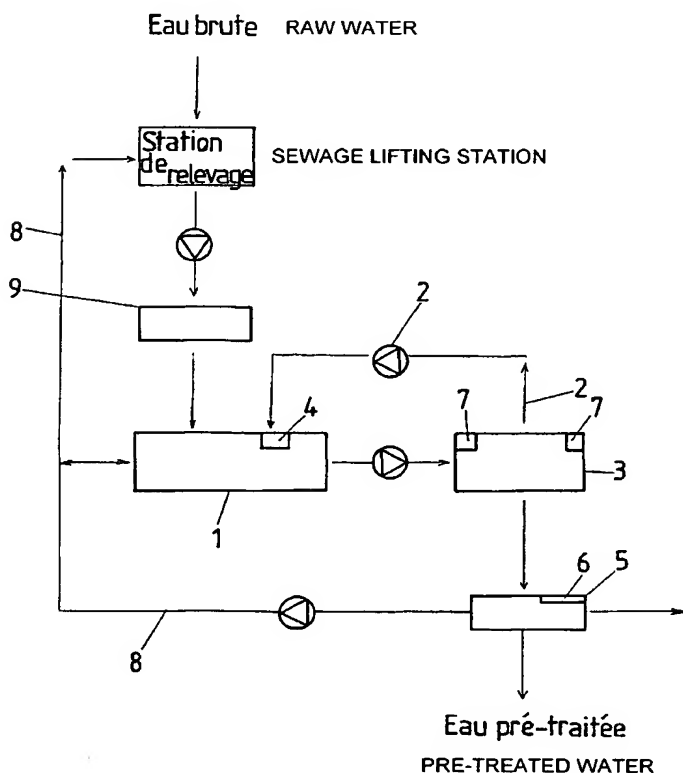 Eau brute RAW WATER
Station
de
relevage
SEWAGE LIFTING STATION
8
9
2
4
7
2
7
3
1
6
5
8
Eau pré-traitée
PRE-TREATED WATER